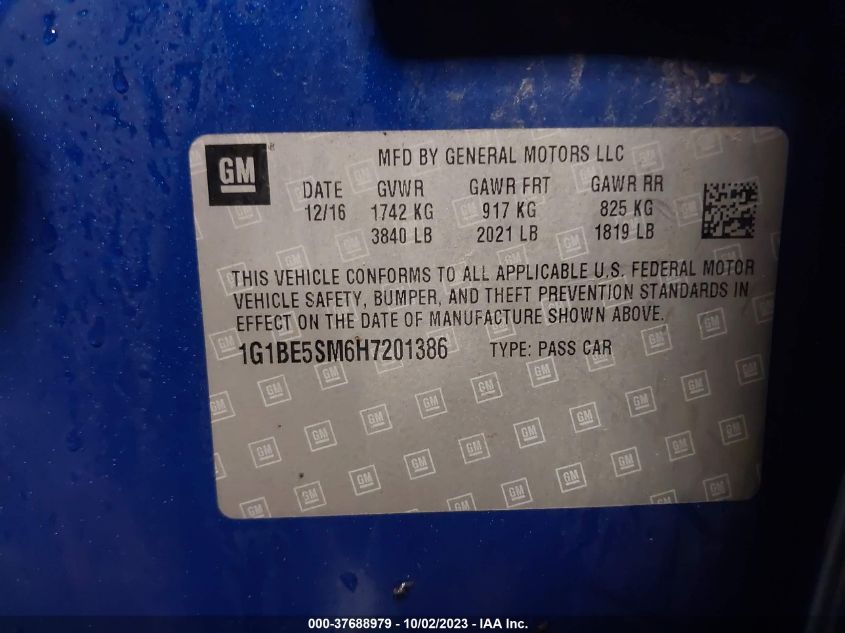 GM
MFD BY GENERAL MOTORS LLC
DATE GVWR GAWR FRT GAWR RR
12/16 1742 KG 917 KG 825 KG
3840 LB 2021 LB 1819 LB
THIS VEHICLE CONFORMS TO ALL APPLICABLE U.S. FEDERAL MOTOR
VEHICLE SAFETY, BUMPER, AND THEFT PREVENTION STANDARDS IN
EFFECT ON THE DATE OF MANUFACTURE SHOWN ABOVE.
1G1BE5SM6H7201386 TYPE: PASS CAR
000-37688979 - 10/02/2023 - IAA Inc.